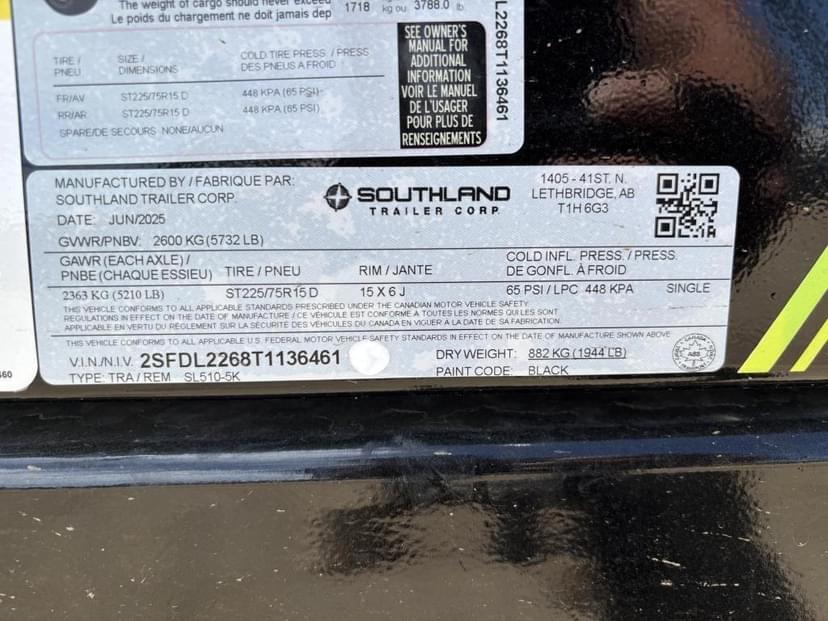 The weight of cargo should never exceed
Le poids du chargement ne doit jamais dep
1718 kg ou 3788.0 lb.
TIRE / PNEU
SIZE / DIMENSIONS
COLD TIRE PRESS. / PRESS DES PNEUS A FROID
FR/AV ST225/75R15 D 448 KPA (65 PSI)
RR/AR ST225/75R15 D 448 KPA (65 PSI)
SPARE/DE SECOURS NONE/AUCUN
SEE OWNER'S
MANUAL FOR
ADDITIONAL
INFORMATION
VOIR LE MANUEL
DE L'USAGER
POUR PLUS DE
RENSEIGNEMENTS
L2268T1136461
MANUFACTURED BY / FABRIQUE PAR:
SOUTHLAND TRAILER CORP.
DATE: JUN/2025
GVWR/PNBV: 2600 KG (5732 LB)
SOUTHLAND
TRAILER CORP.
1405 - 41ST. N.
LETHBRIDGE, AB
T1H 6G3
GAWR (EACH AXLE) /
PNBE (CHAQUE ESSIEU) TIRE / PNEU RIM / JANTE
COLD INFL. PRESS. / PRESS.
DE GONFL. À FROID
2363 KG (5210 LB) ST225/75R15 D 15 X 6 J 65 PSI / LPC 448 KPA SINGLE
THIS VEHICLE CONFORMS TO ALL APPLICABLE STANDARDS PRESCRIBED UNDER THE CANADIAN MOTOR VEHICLE SAFETY
REGULATIONS IN EFFECT ON THE DATE OF MANUFACTURE / CE VÉHICULE EST CONFORME À TOUTES LES NORMES QUI LUI SONT
APPLICABLES EN VERTU DU RÈGLEMENT SUR LA SÉCURITÉ DES VÉHICULES DU CANADA EN VIGUEUR À LA DATE DE SA FABRICATION.
THIS VEHICLE CONFORMS TO ALL APPLICABLE U.S. FEDERAL MOTOR VEHICLE SAFETY STANDARDS IN EFFECT ON THE DATE OF MANUFACTURE SHOWN ABOVE
V.I.N./N.I.V. 2SFDL2268T1136461 DRY WEIGHT: 882 KG (1944 LB)
TYPE: TRA / REM SL510-5K PAINT CODE: BLACK
CANADA
460